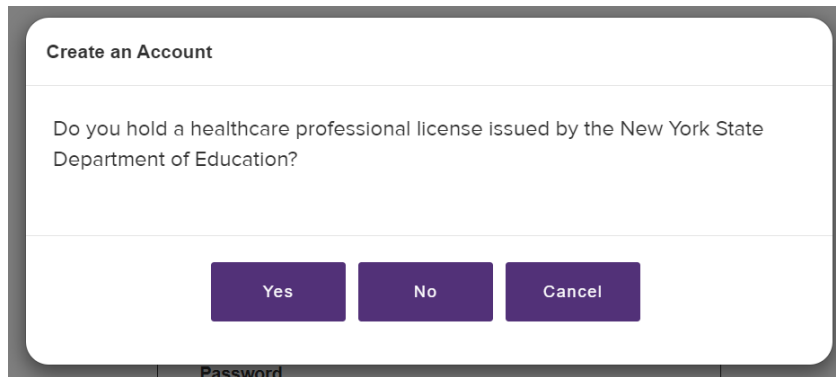 Create an Account
Do you hold a healthcare professional license issued by the New York State
Department of Education?
Yes
No
Cancel
Password